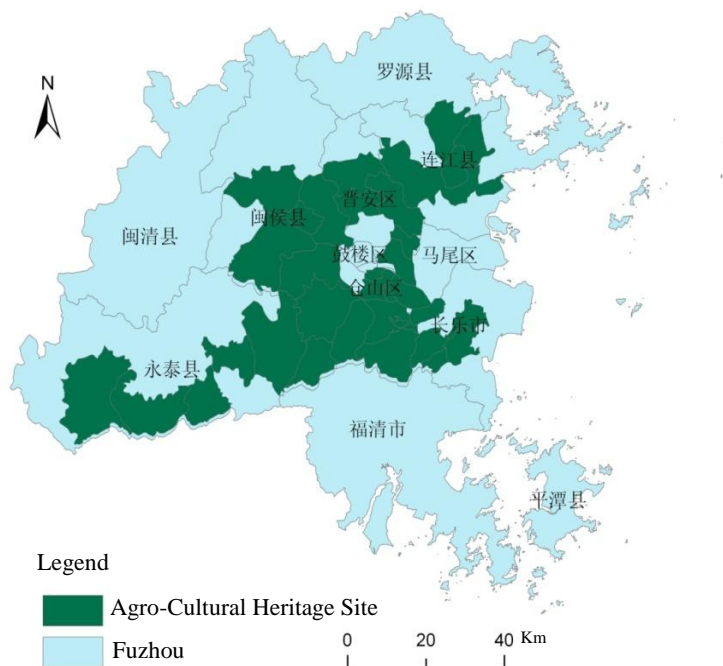 N
罗源县
连江县
晋安区
闽侯县
闽清县
鼓楼区
马尾区
仓山区
长乐市
永泰县
福清市
平潭县
Legend
Agro-Cultural Heritage Site
Fuzhou
0 20 40 Km